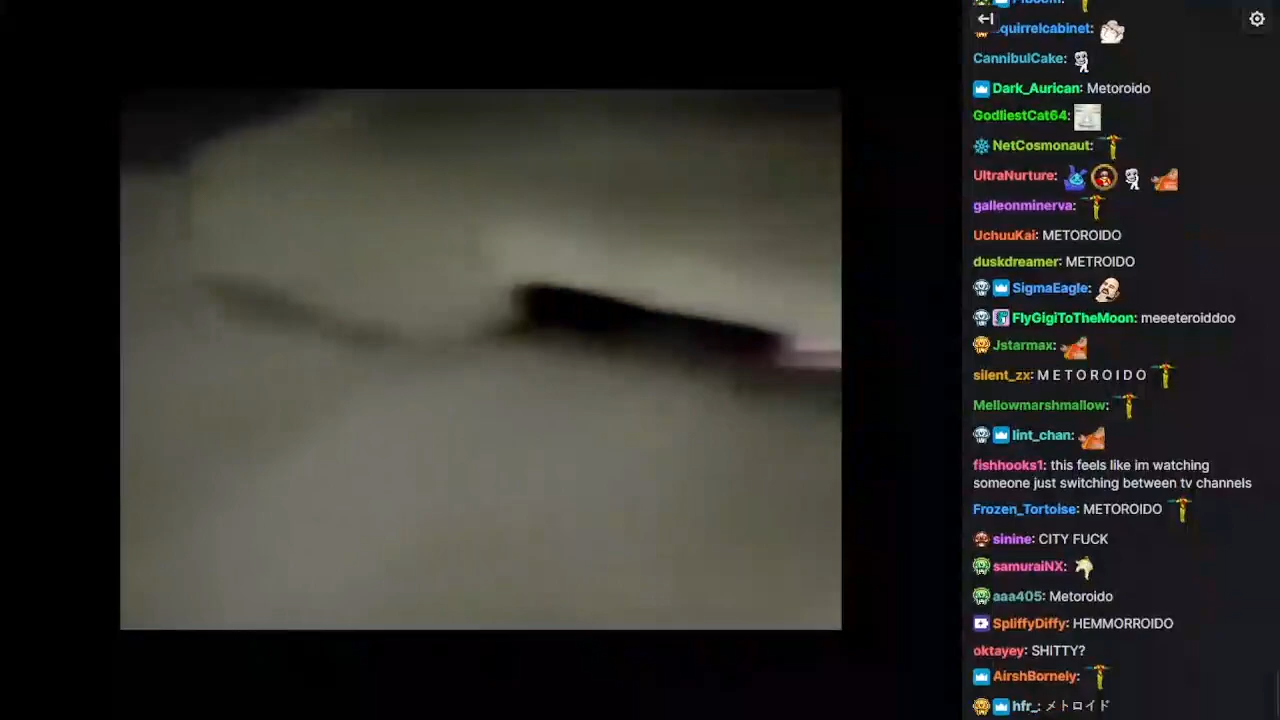 squirrelcabinet:
CannibulCake:
Dark_Aurican: Metoroido
GodliestCat64:
NetCosmonaut:
UltraNurture:
galleonminerva:
UchuuKai: METOROIDO
duskdreamer: METROIDO
SigmaEagle:
FlyGigiToTheMoon: meeeteroiddoo
Jstarmax:
silent_zx: M E T O R O I D O
Mellowmarshmallow:
lint_chan:
fishhooks1: this feels like im watching
someone just switching between tv channels
Frozen_Tortoise: METOROIDO
sinine: CITY FUCK
samuraiNX:
aaa405: Metoroido
SpliffyDiffy: HEMMORROIDO
oktayey: SHITTY?
AirshBornely:
hfr_: メトロイド